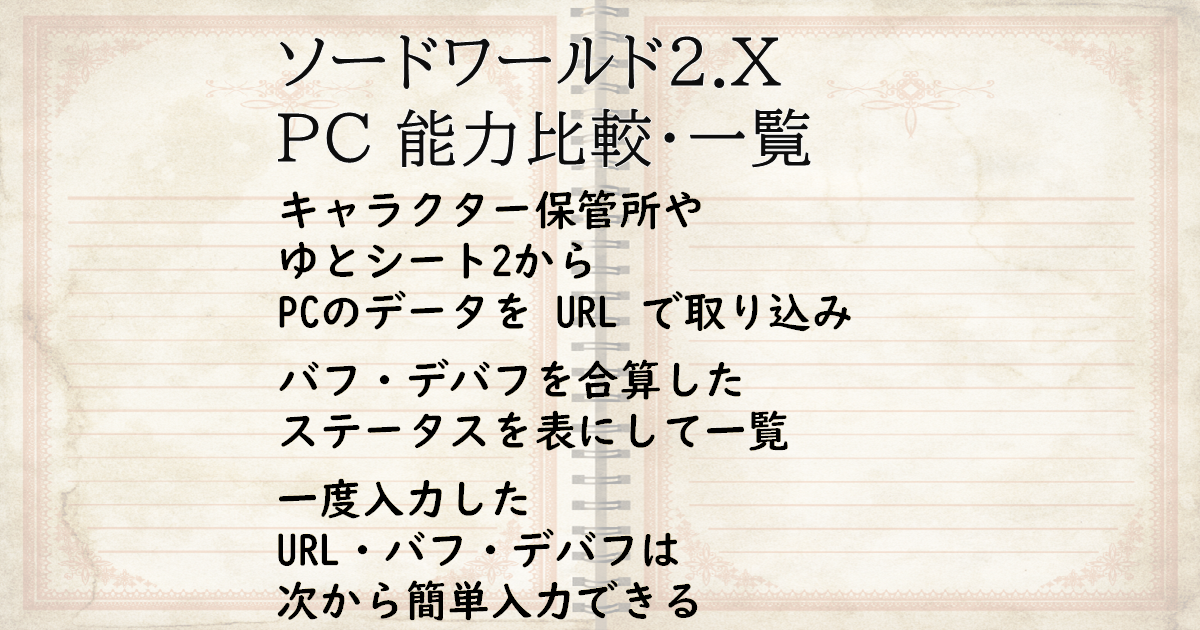 ソードワールド2.X
PC 能力比較・一覧
キャラクター保管所や
ゆとシート2から
PCのデータを URL で取り込み
バフ・デバフを合算した
ステータスを表にして一覧
一度入力した
URL・バフ・デバフは
次から簡単入力できる